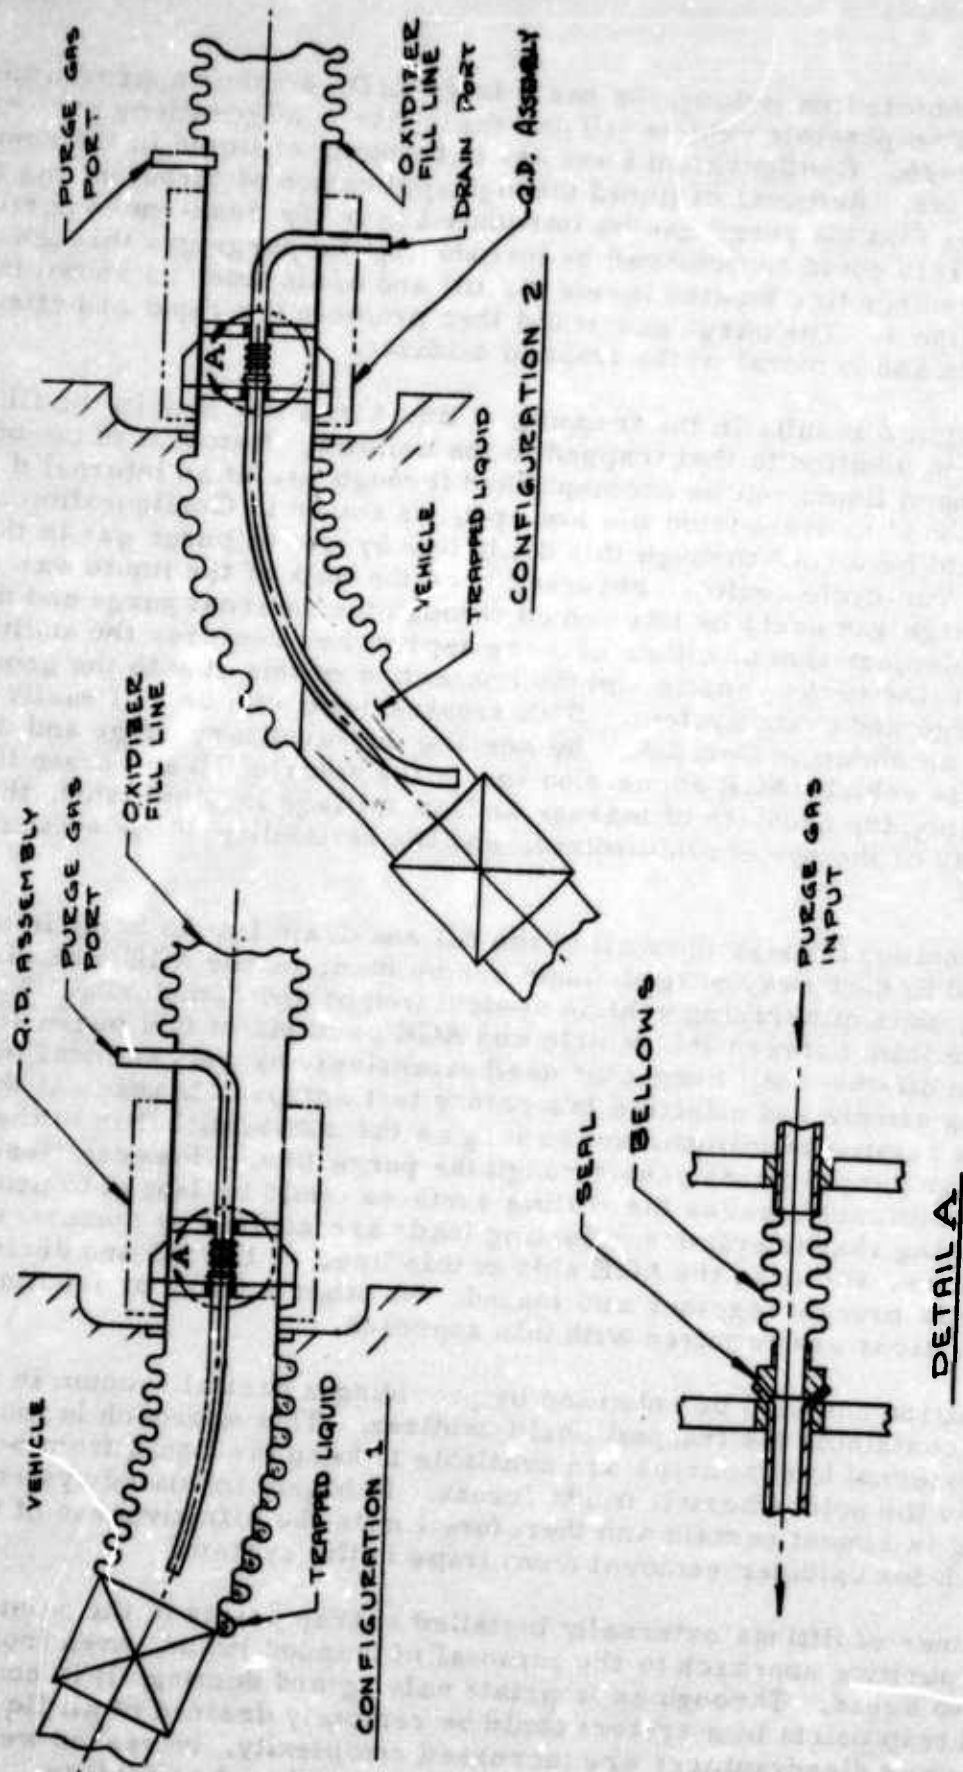 VEHICLE
Q.D. ASSEMBLY
PURGE GAS
PORT
OXIDIZER
FILL LINE
A
TRAPPED LIQUID
CONFIGURATION 1
PURGE GAS
PORT
OXIDIZER
FILL LINE
DRAIN PORT
Q.D. ASSEMBLY
A
VEHICLE
TRAPPED LIQUID
CONFIGURATION 2
SEAL
BELLOWS
PURGE GAS
INPUT
DETAIL A